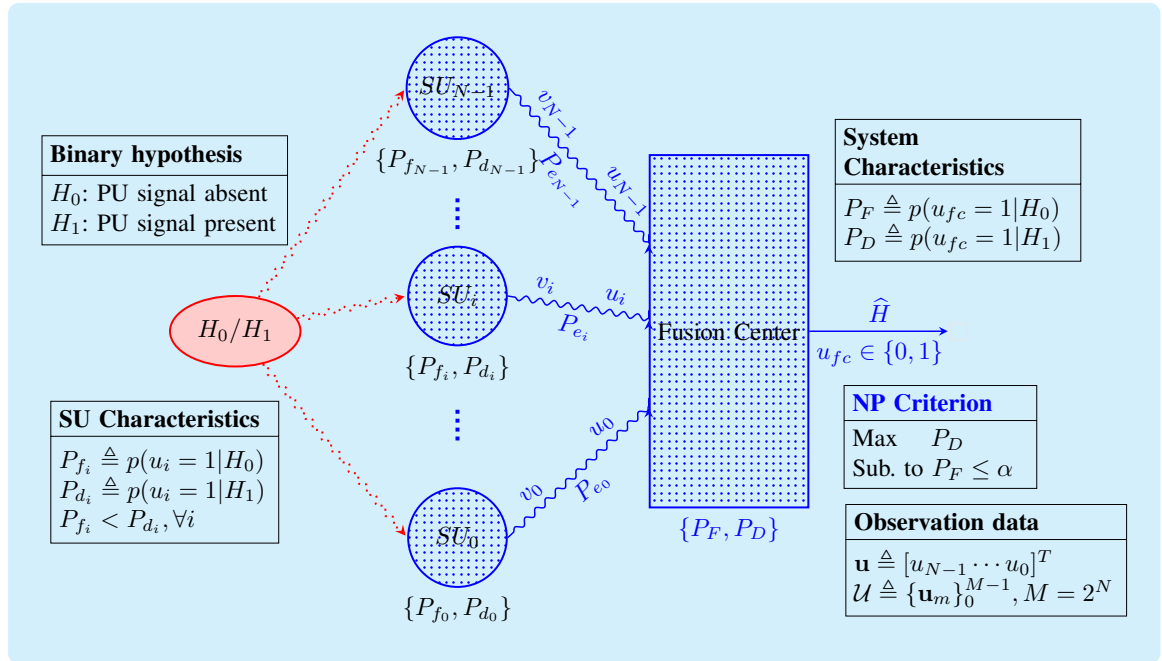 SU_{N−1}
{P_{f_{N−1}}, P_{d_{N−1}}}
v_{N−1}
P_{e_{N−1}}
u_{N−1}
Binary hypothesis
H_0: PU signal absent
H_1: PU signal present
H_0/H_1
SU Characteristics
P_{f_i} ≜ p(u_i = 1|H_0)
P_{d_i} ≜ p(u_i = 1|H_1)
P_{f_i} < P_{d_i}, ∀i
SU_i
{P_{f_i}, P_{d_i}}
v_i
u_i
P_{e_i}
SU_0
{P_{f_0}, P_{d_0}}
v_0
u_0
P_{e_0}
Fusion Center
{P_F, P_D}
System
Characteristics
P_F ≜ p(u_{fc} = 1|H_0)
P_D ≜ p(u_{fc} = 1|H_1)
Ĥ
u_{fc} ∈ {0, 1}
NP Criterion
Max P_D
Sub. to P_F ≤ α
Observation data
𝐮 ≜ [u_{N−1} ⋯ u_0]^T
𝒰 ≜ {𝐮_m}_0^{M−1}, M = 2^N